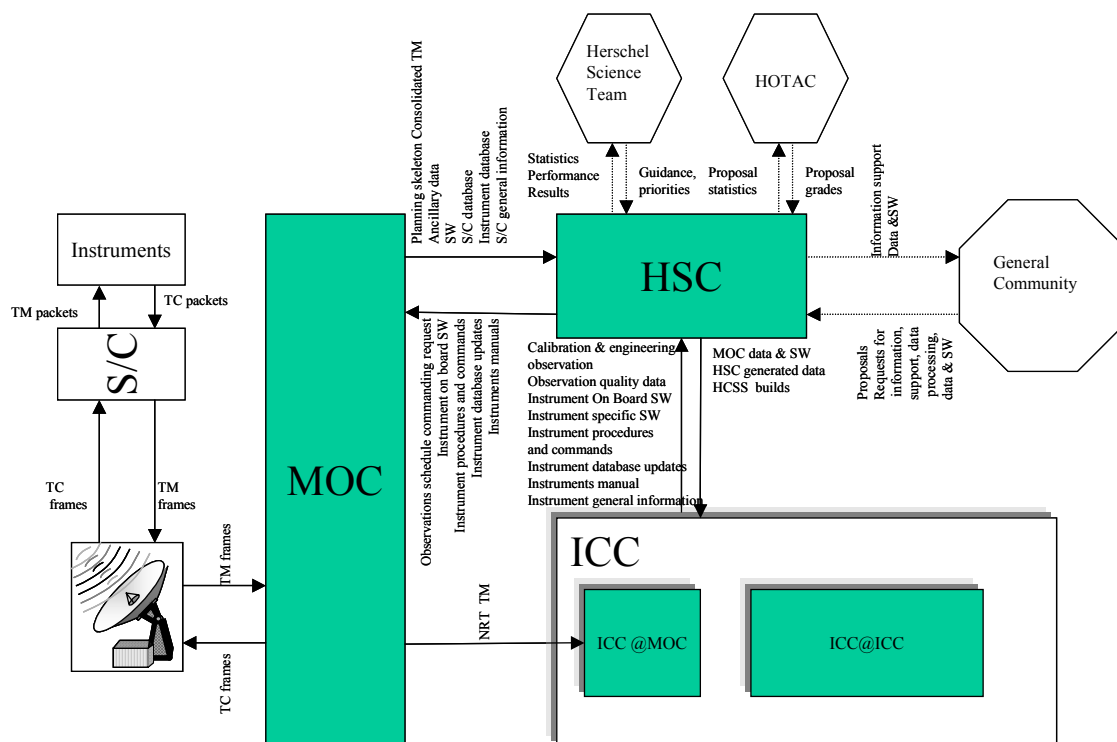 Herschel
Science
Team
HOTAC
Planning skeleton Consolidated TM
Ancillary data
SW
S/C database
Instrument database
S/C general information
Statistics
Performance
Results
Guidance,
priorities
Proposal
statistics
Proposal
grades
Information support
Data &SW
Instruments
TM packets
TC packets
S/C
HSC
General
Community
MOC
Observations schedule commanding request
Instrument on board SW
Instrument procedures and commands
Instrument database updates
Instruments manuals
Calibration & engineering
observation
Observation quality data
Instrument On Board SW
Instrument specific SW
Instrument procedures
and commands
Instrument database updates
Instruments manual
Instrument general information
MOC data & SW
HSC generated data
HCSS builds
Proposals
Requests for
information,
support, data
processing,
data & SW
TC
frames
TM
frames
TM frames
TC frames
NRT TM
ICC
ICC @MOC
ICC@ICC